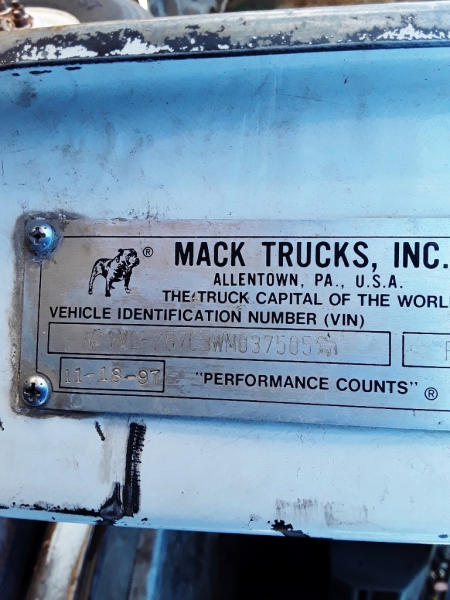 ®
MACK TRUCKS, INC.
ALLENTOWN, PA., U.S.A.
THE TRUCK CAPITAL OF THE WORL
VEHICLE IDENTIFICATION NUMBER (VIN)
11-18-97
"PERFORMANCE COUNTS" ®